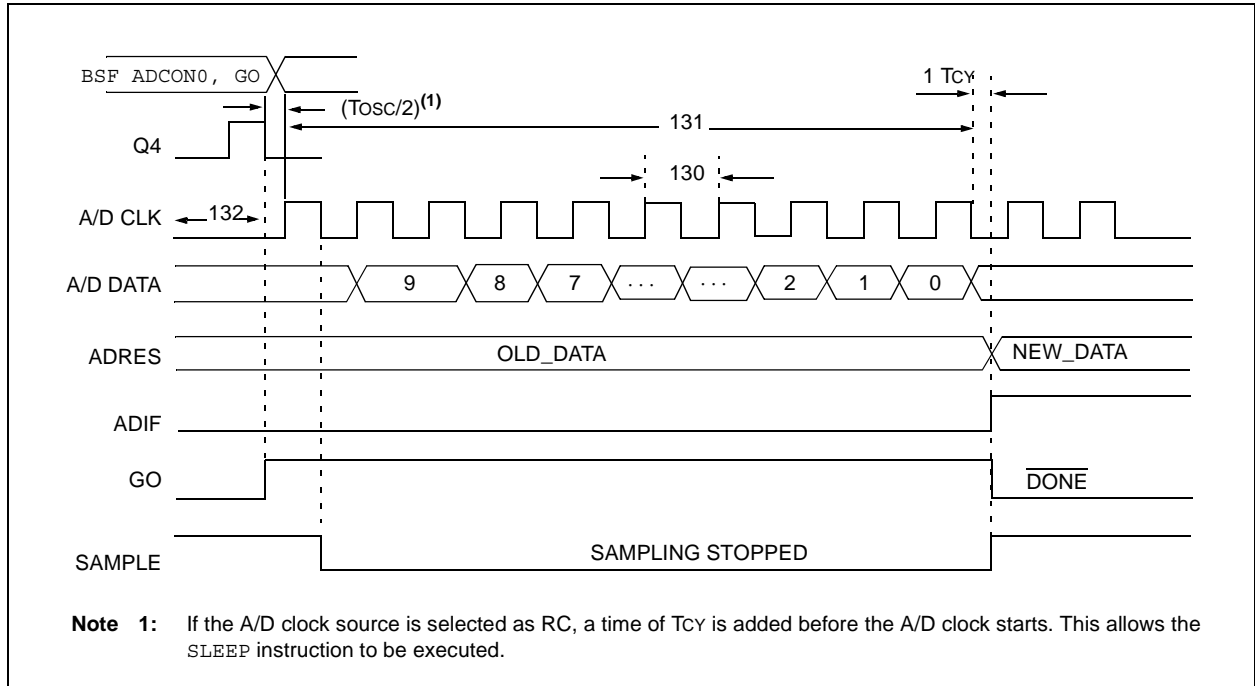 BSF ADCON0, GO
1 TCY
(TOSC/2)(1)
131
Q4
130
A/D CLK
132
A/D DATA
9 8 7 . . . . . . 2 1 0
ADRES
OLD_DATA
NEW_DATA
ADIF
GO
DONE
SAMPLE
SAMPLING STOPPED
Note 1: If the A/D clock source is selected as RC, a time of TCY is added before the A/D clock starts. This allows the
SLEEP instruction to be executed.